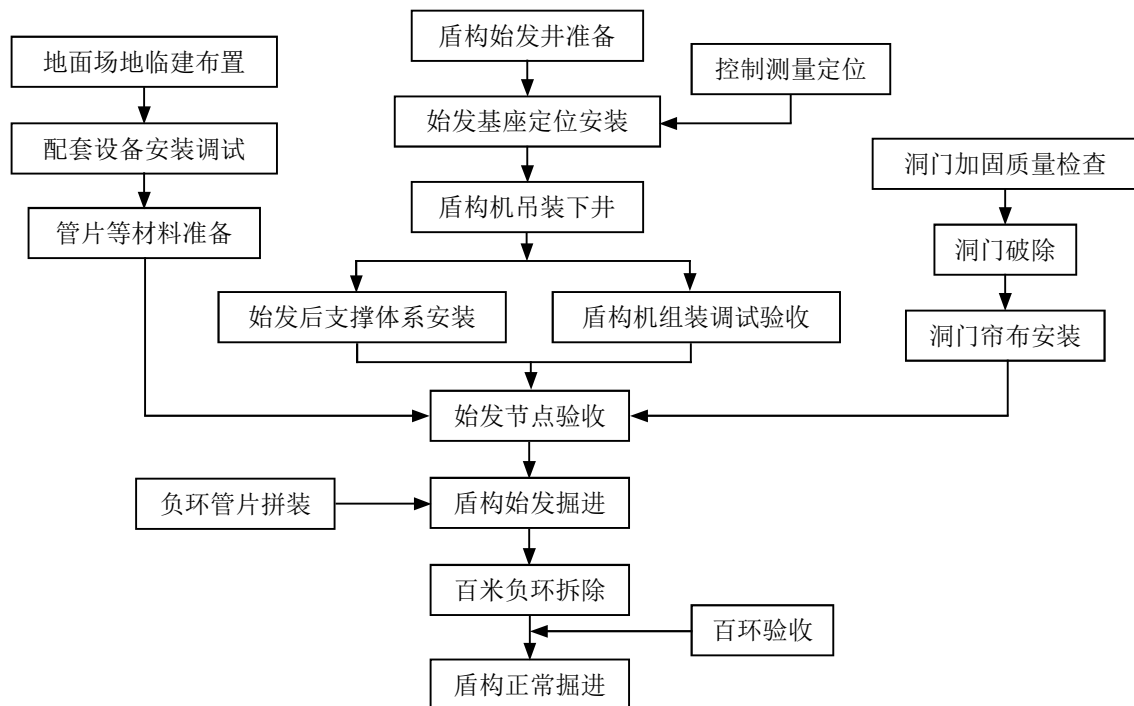 盾构始发井准备
地面场地临建布置
控制测量定位
始发基座定位安装
配套设备安装调试
洞门加固质量检查
盾构机吊装下井
管片等材料准备
洞门破除
始发后支撑体系安装
盾构机组装调试验收
洞门帘布安装
始发节点验收
负环管片拼装
盾构始发掘进
百米负环拆除
百环验收
盾构正常掘进